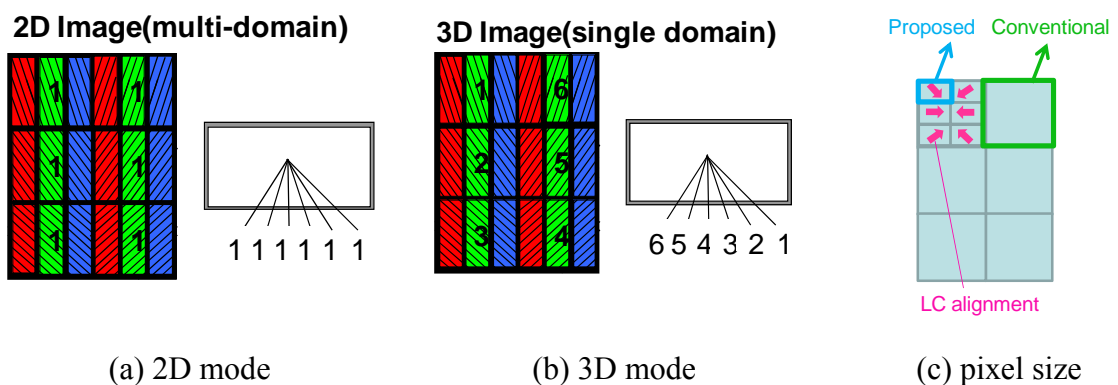 2D Image(multi-domain)
1 1
1 1
1 1
1 1 1 1 1 1
(a) 2D mode
3D Image(single domain)
1 6
2 5
3 4
6 5 4 3 2 1
(b) 3D mode
Proposed Conventional
LC alignment
(c) pixel size